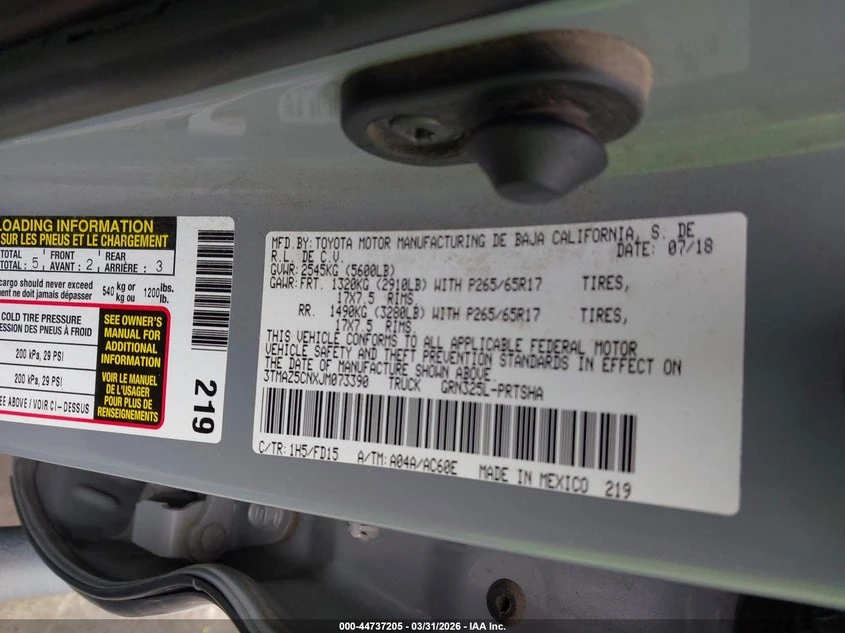 LOADING INFORMATION
SUR LES PNEUS ET LE CHARGEMENT
TOTAL FRONT REAR
TOTAL: 5 AVANT: 2 ARRIÈRE: 3
cargo should never exceed 540 kg or 1200 lbs.
ne doit jamais dépasser kg ou lb.
COLD TIRE PRESSURE
PRESSION DES PNEUS À FROID
200 kPa, 29 PSI
200 kPa, 29 PSI
SEE ABOVE / VOIR CI-DESSUS
SEE OWNER'S
MANUAL FOR
ADDITIONAL
INFORMATION
VOIR LE MANUEL
DE L'USAGER
POUR PLUS DE
RENSEIGNEMENTS
219
MFD.BY: TOYOTA MOTOR MANUFACTURING DE BAJA CALIFORNIA, S. DE
R.L. DE C.V. DATE: 07/18
GVWR: 2545KG (5600LB)
GAWR: FRT. 1320KG (2910LB) WITH P265/65R17 TIRES,
17X7.5 RIMS,
RR. 1490KG (3280LB) WITH P265/65R17 TIRES,
17X7.5 RIMS,
THIS VEHICLE CONFORMS TO ALL APPLICABLE FEDERAL MOTOR
VEHICLE SAFETY AND THEFT PREVENTION STANDARDS IN EFFECT ON
THE DATE OF MANUFACTURE SHOWN ABOVE.
3TMAZ5CNXJM073390 TRUCK GRN325L-PRTSHA
C/TR: 1H5/FD15 A/TM: A04A/AC60E MADE IN MEXICO 219
000-44737205 - 03/31/2026 - IAA Inc.